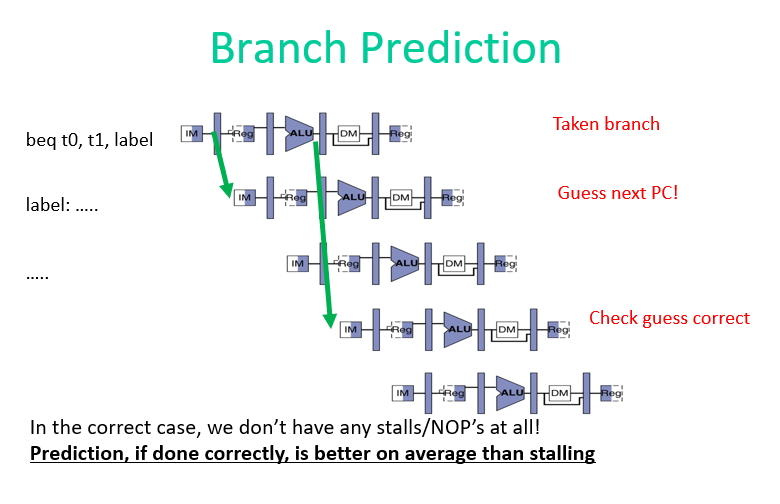 Branch Prediction
beq t0, t1, label
IM Reg ALU DM Reg
Taken branch
label: .....
IM Reg ALU DM Reg
Guess next PC!
.....
IM Reg ALU DM Reg
IM Reg ALU DM Reg
Check guess correct
IM Reg ALU DM Reg
In the correct case, we don’t have any stalls/NOP’s at all!
Prediction, if done correctly, is better on average than stalling